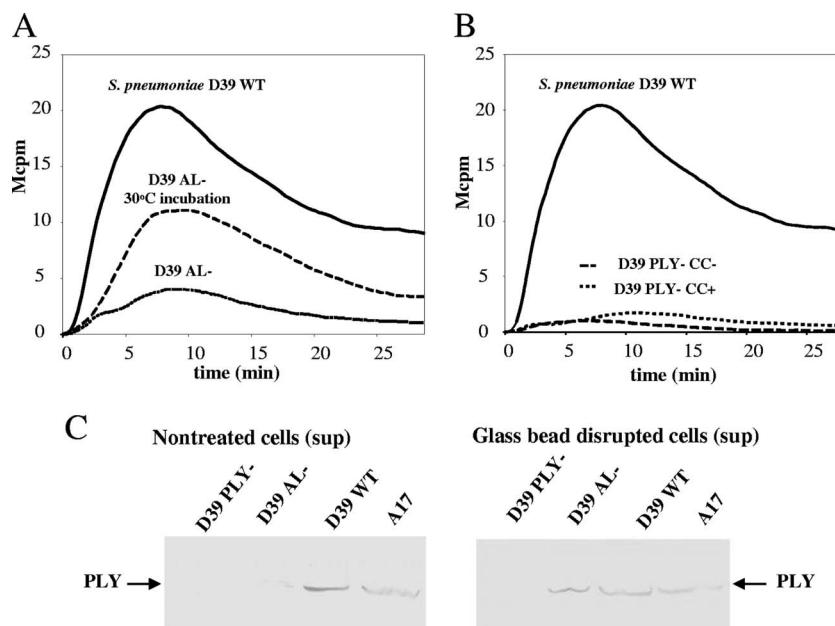 A
25
20
15
10
5
0
Mcpm
S. pneumoniae D39 WT
D39 AL-
30°C incubation
D39 AL-
0 5 10 15 20 25
time (min)
B
25
20
15
10
5
0
Mcpm
S. pneumoniae D39 WT
D39 PLY- CC-
D39 PLY- CC+
0 5 10 15 20 25
time (min)
C
Nontreated cells (sup)
D39 PLY-
D39 AL-
D39 WT
A17
PLY
Glass bead disrupted cells (sup)
D39 PLY-
D39 AL-
D39 WT
A17
PLY